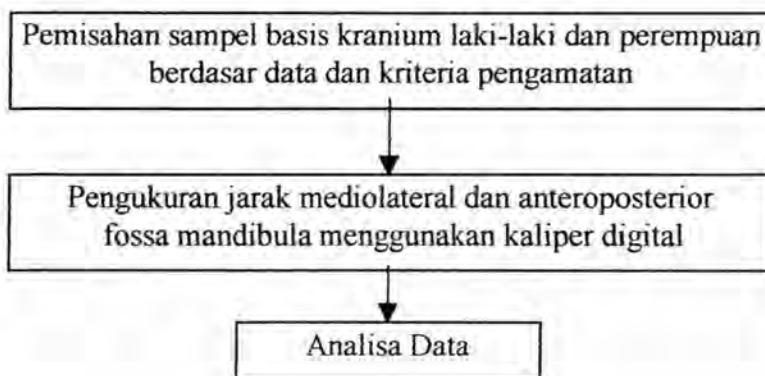 Pemisahan sampel basis kranium laki-laki dan perempuan
berdasar data dan kriteria pengamatan
Pengukuran jarak mediolateral dan anteroposterior
fossa mandibula menggunakan kaliper digital
Analisa Data